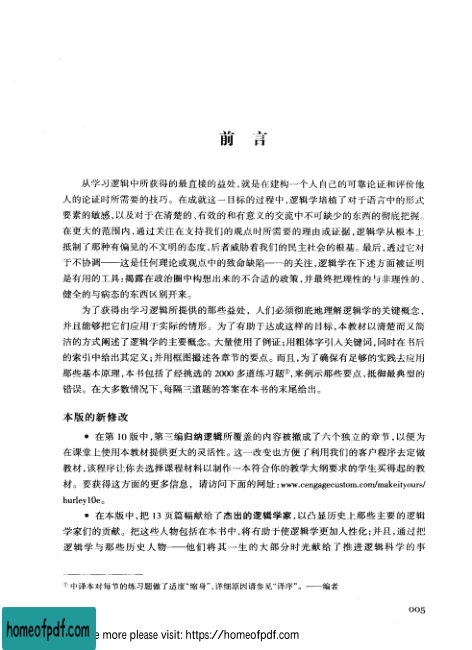 前 言
从学习逻辑中所获得的最直接的益处,就是在建构一个人自己的可靠论证和评价他
人的论证时所需要的技巧。在成就这一目标的过程中,逻辑学培植了对于语言中的形式
要素的敏感,以及对于在清楚的、有效的和有意义的交流中不可缺少的东西的彻底把握。
在更大的范围内,通过关注在支持我们的观点时所需要的理由或证据,逻辑学从根本上
抵制了那种有偏见的不文明的态度,后者威胁着我们的民主社会的根基。最后,透过它对
于不协调——这是任何理论或观点中的致命缺陷——的关注,逻辑学在下述方面被证明
是有用的工具:揭露在政治圈中构想出来的不合适的政策,并最终把理性的与非理性的、
健全的与病态的东西区别开来。
为了获得由学习逻辑所提供的那些益处，人们必须彻底地理解逻辑学的关键概念，
并且能够把它们应用于实际的情形。为了有助于达成这样的目标,本教材以清楚而又简
洁的方式阐述了逻辑学的主要概念。大量使用了例证;用粗体字引入关键词,同时在书后
的索引中给出其定义;并用框图撮述各章节的要点。而且,为了确保有足够的实践去应用
那些基本原理,本书包括了经挑选的 2000 多道练习题①,来例示那些要点,抵御最典型的
错误。在大多数情况下,每隔三道题的答案在本书的末尾给出。
本版的新修改
● 在第 10 版中,第三编归纳逻辑所覆盖的内容被撤成了六个独立的章节,以便为
在课堂上使用本教材提供更大的灵活性。这一改变也方便了利用我们的客户程序去定做
教材,该程序让你去选择课程材料以制作一本符合你的教学大纲要求的学生买得起的教
材。要获得这方面的更多信息，请访问下面的网址:www.cengagecustom.com/makeityours/
hurley10e。
● 在本版中,把 13 页篇幅献给了杰出的逻辑学家,以凸显历史上那些主要的逻辑
学家们的贡献。把这些人物包括在本书中,将有助于使逻辑学更加人性化;并且,通过把
逻辑学与那些历史人物——他们将其一生的大部分时光献给了推进逻辑科学的事
① 中译本对每节的练习题做了适度“缩身”,详细原因请参见“译序”。——编者
005
homeofpdf.com
e more please visit: https://homeofpdf.com